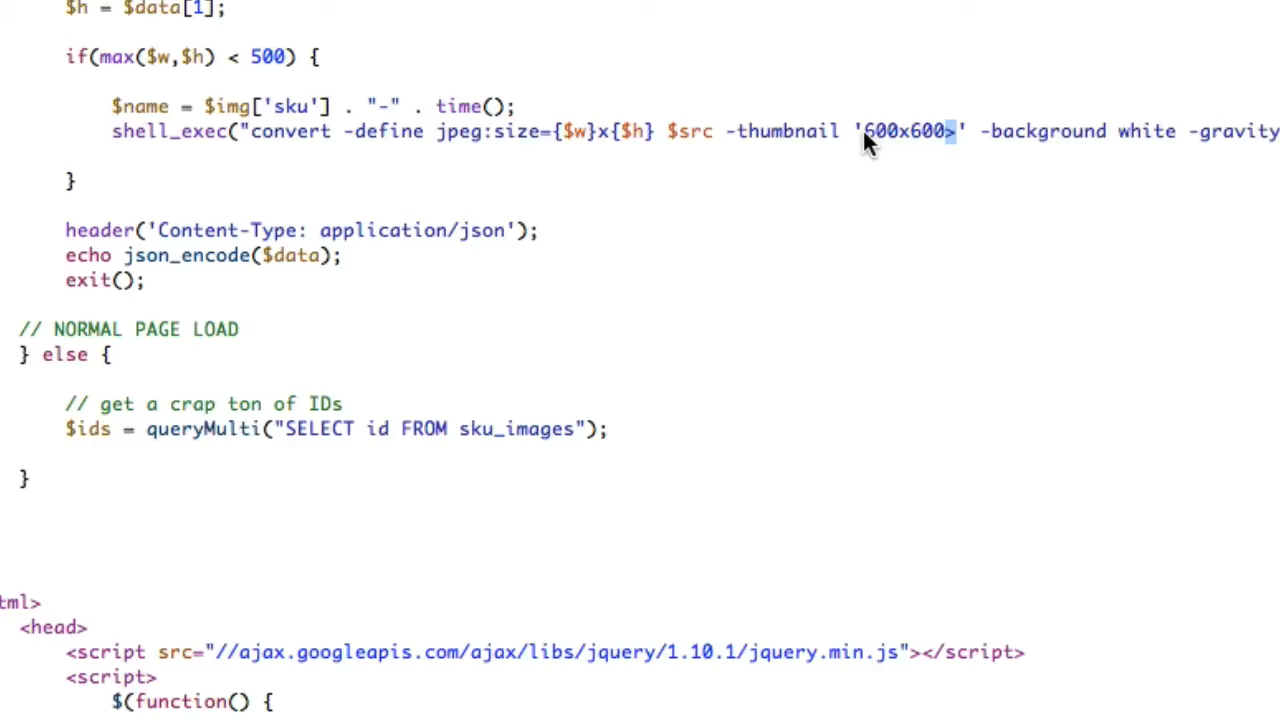 $h = $data[1];
if(max($w,$h) < 500) {
$name = $img['sku'] . "-" . time();
shell_exec("convert -define jpeg:size={$w}x{$h} $src -thumbnail '600x600>' -background white -gravity
}
header('Content-Type: application/json');
echo json_encode($data);
exit();
// NORMAL PAGE LOAD
} else {
// get a crap ton of IDs
$ids = queryMulti("SELECT id FROM sku_images");
}
tml>
<head>
<script src="//ajax.googleapis.com/ajax/libs/jquery/1.10.1/jquery.min.js"></script>
<script>
$(function() {